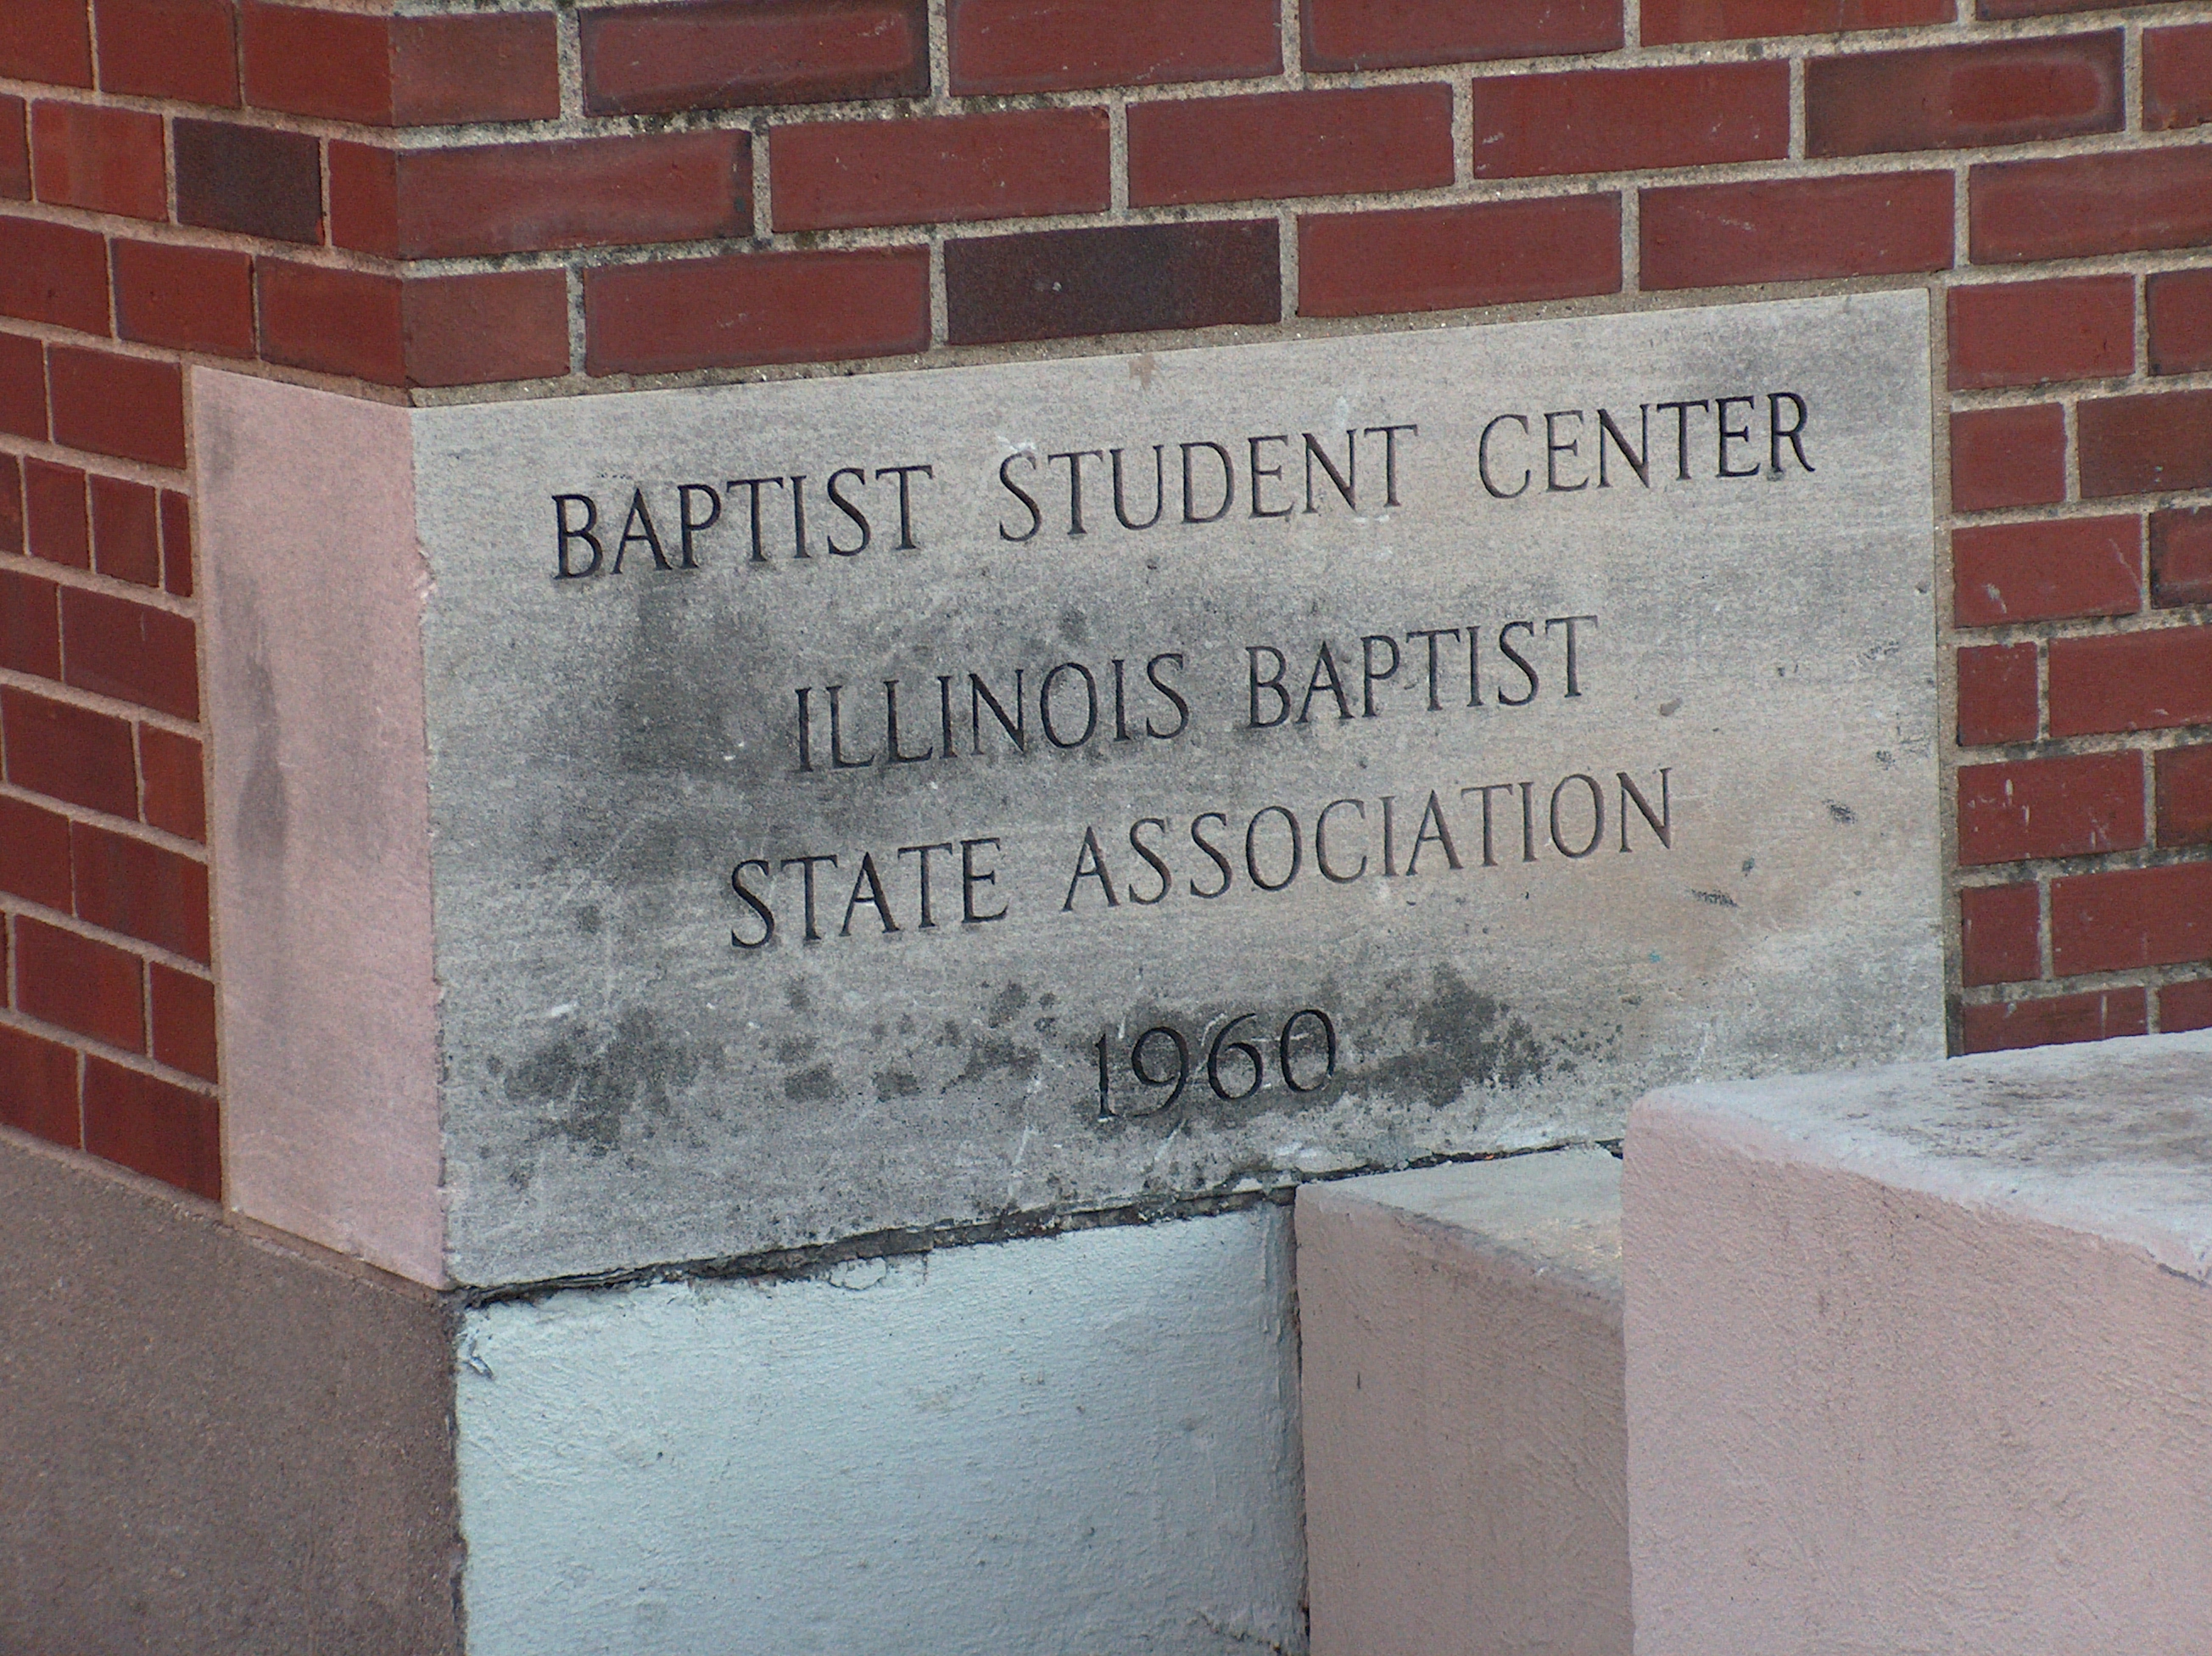 BAPTIST STUDENT CENTER
ILLINOIS BAPTIST
STATE ASSOCIATION
1960